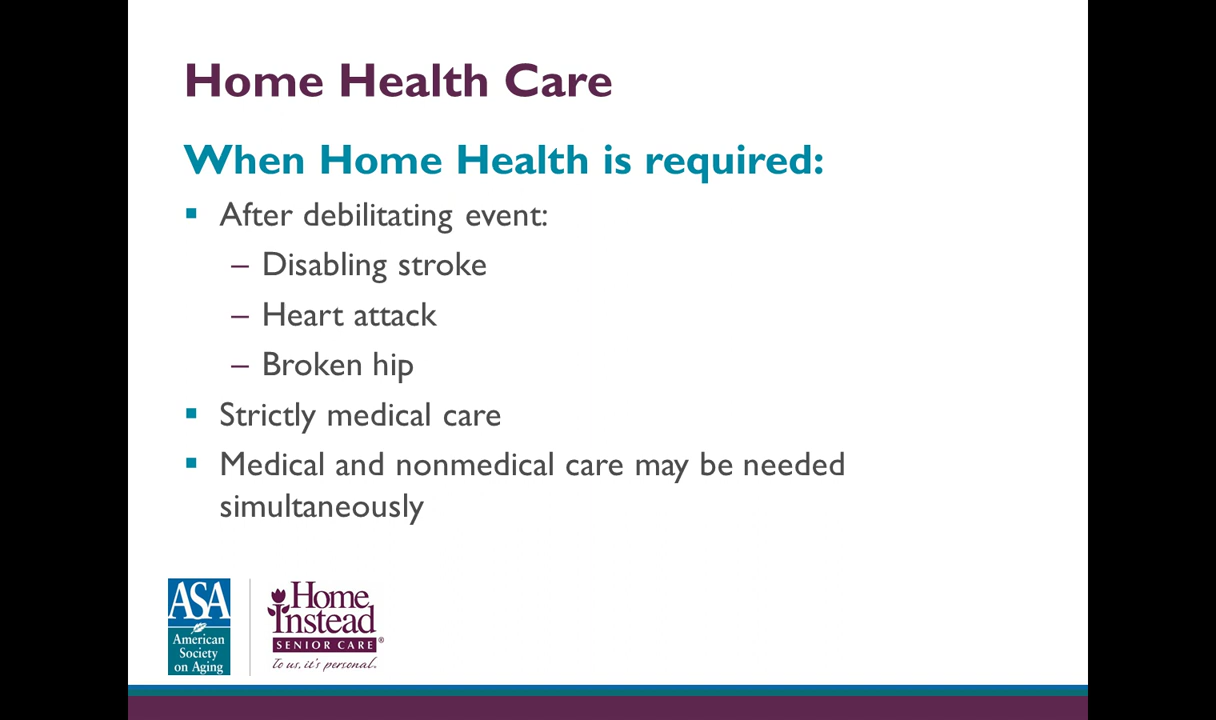 Home Health Care
When Home Health is required:
▪ After debilitating event:
– Disabling stroke
– Heart attack
– Broken hip
▪ Strictly medical care
▪ Medical and nonmedical care may be needed
simultaneously
ASA
American
Society
on Aging
Home
Instead
SENIOR CARE®
To us, it's personal.